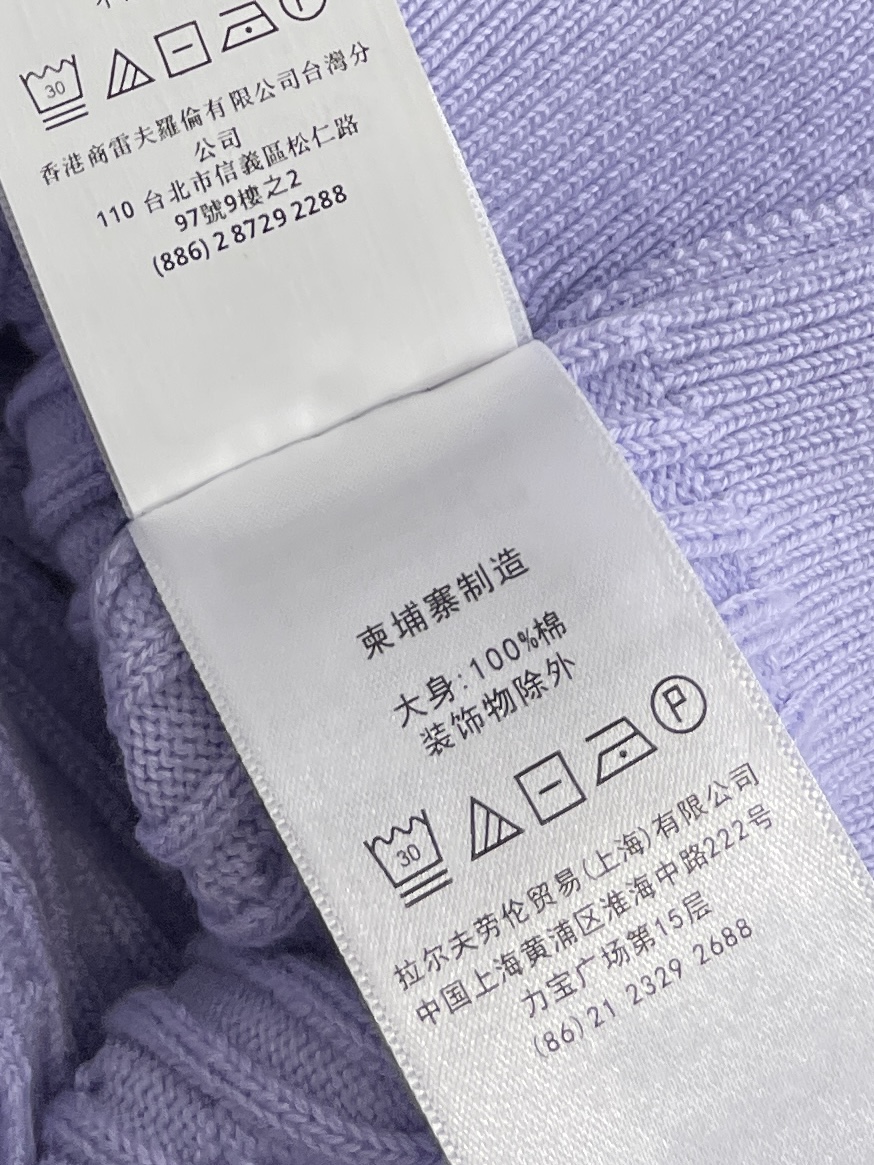 30
P
香港商雷夫羅倫有限公司台灣分
公司
110 台北市信義區松仁路
97號9樓之2
(886) 2 8729 2288
柬埔寨制造
大身:100%棉
装饰物除外
30
P
拉尔夫劳伦贸易(上海)有限公司
中国上海黄浦区淮海中路222号
力宝广场第15层
(86)21 2329 2688